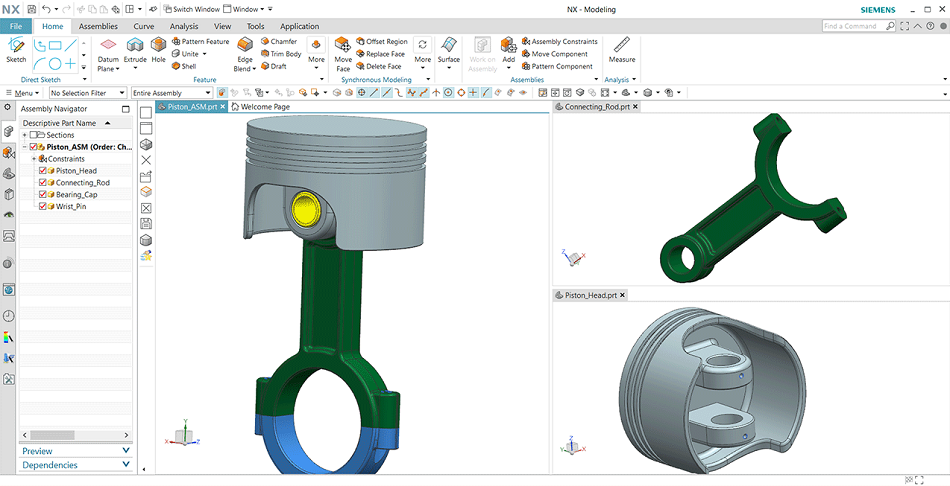 NX Switch Window Window SIEMENS
File Home Assemblies Curve Analysis View Tools Application Find a Command
Sketch
Direct Sketch
Datum Plane
Extrude
Hole
Pattern Feature
Unite
Shell
Edge Blend
Chamfer
Trim Body
Draft
More
Feature
Move Face
Offset Region
Replace Face
Delete Face
More
Synchronous Modeling
Surface
Work on Assembly
Add
Assembly Constraints
Move Component
Pattern Component
Assemblies
Measure
Analysis
Menu No Selection Filter Entire Assembly
Assembly Navigator
Descriptive Part Name
Sections
Piston_ASM (Order: Ch...
Constraints
Piston_Head
Connecting_Rod
Bearing_Cap
Wrist_Pin
Preview
Dependencies
Piston_ASM.prt Welcome Page
X Y Z
Connecting_Rod.prt
Z X
Piston_Head.prt
Z Y X
NX - Modeling